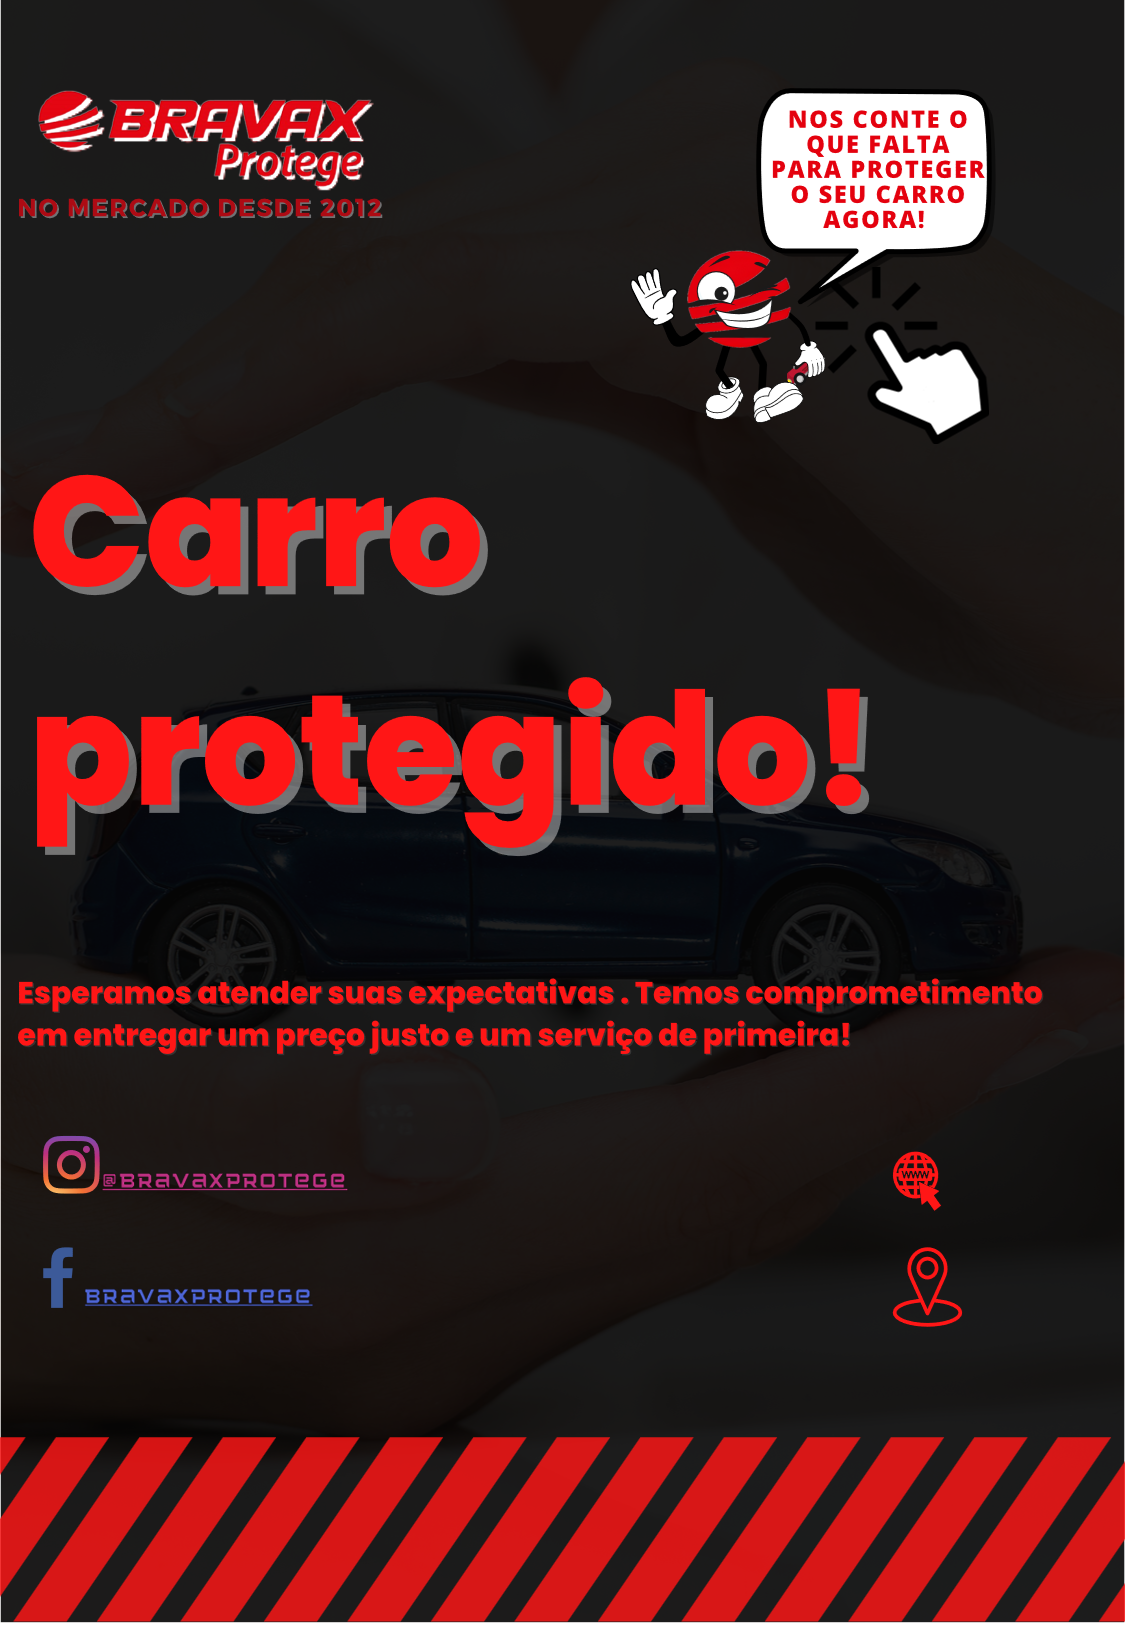 BRAVAX
Protege
NO MERCADO DESDE 2012
NOS CONTE O
QUE FALTA
PARA PROTEGER
O SEU CARRO
AGORA!
Carro
protegido!
Esperamos atender suas expectativas . Temos comprometimento
em entregar um preço justo e um serviço de primeira!
@BRAVAXPROTEGE
WWW
BRAVAXPROTEGE